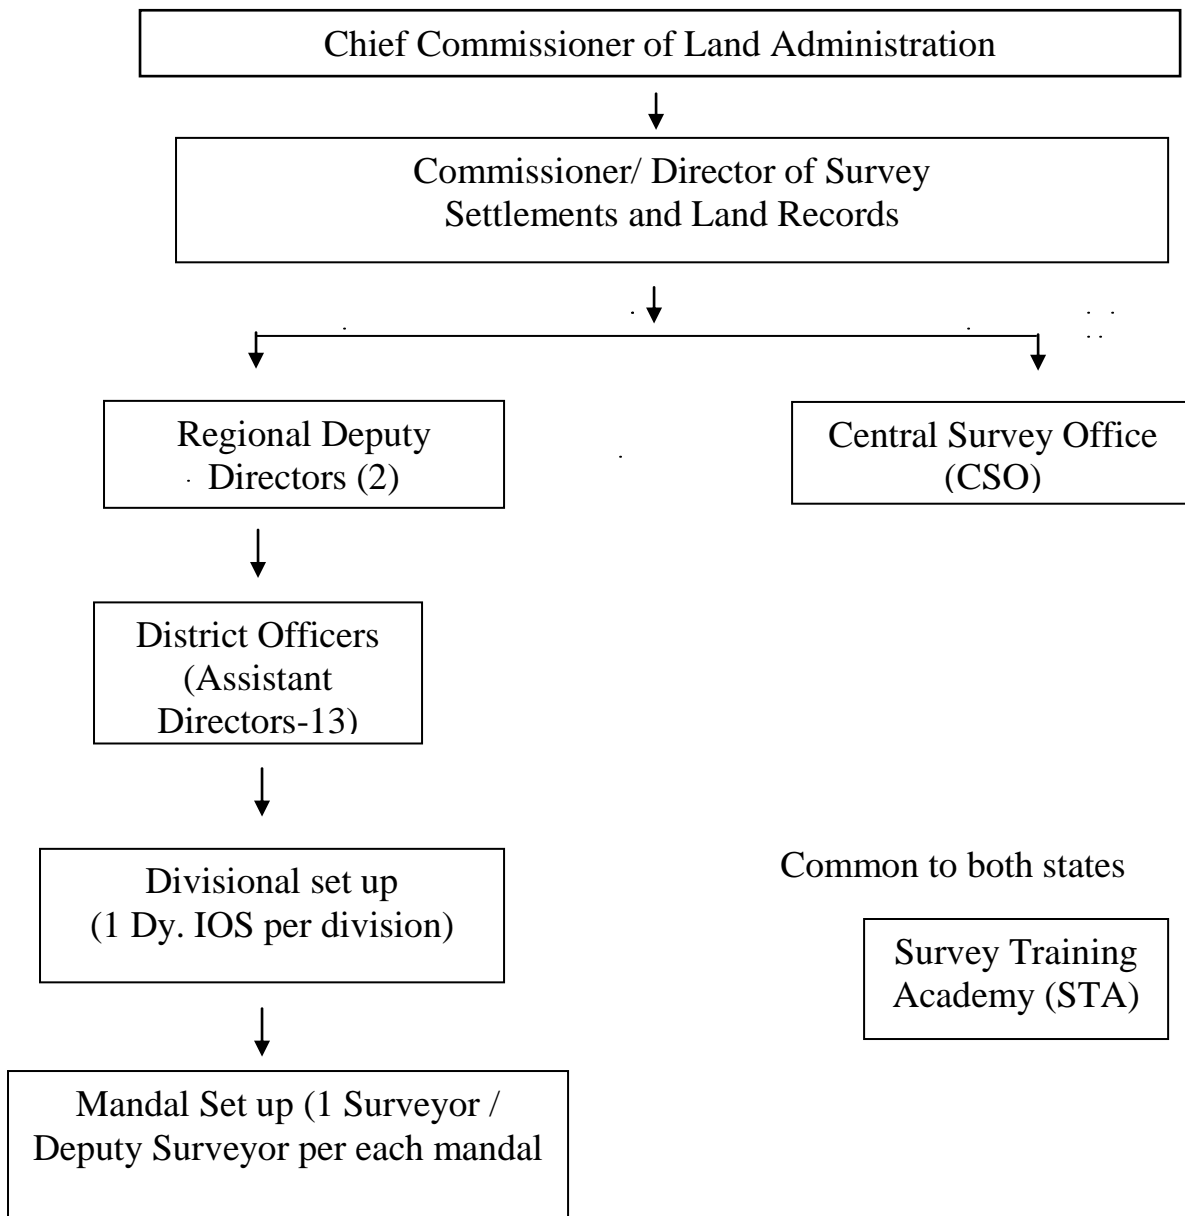 Chief Commissioner of Land Administration
Commissioner/ Director of Survey
Settlements and Land Records
Regional Deputy
Directors (2)
Central Survey Office
(CSO)
District Officers
(Assistant
Directors-13)
Divisional set up
(1 Dy. IOS per division)
Common to both states
Survey Training
Academy (STA)
Mandal Set up (1 Surveyor /
Deputy Surveyor per each mandal